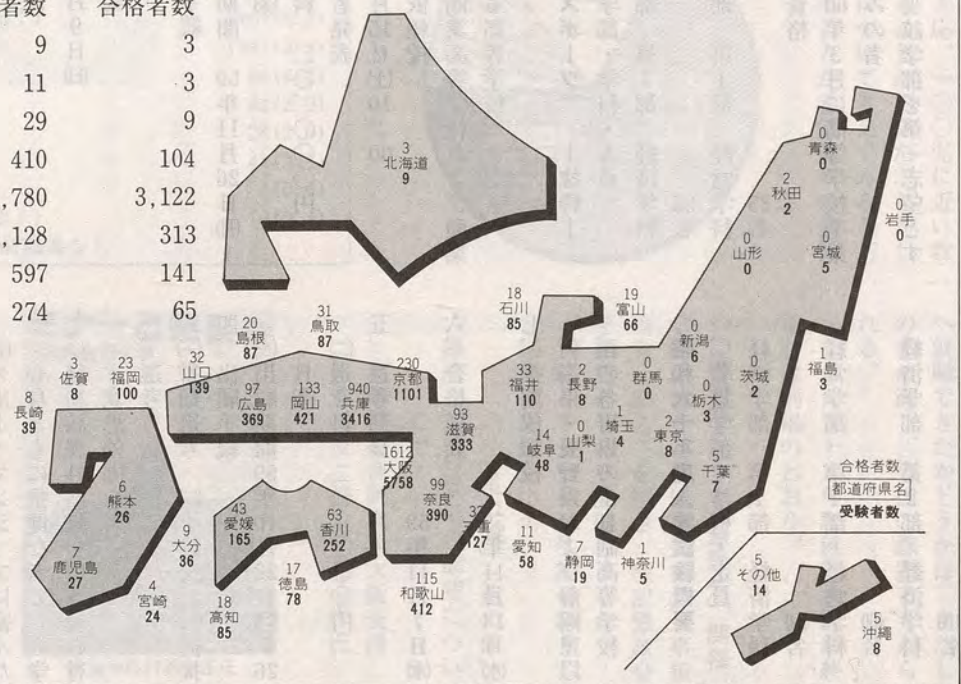 者数 合格者数
9 3
11 3
29 9
410 104
,780 3,122
,128 313
597 141
274 65
3
北海道
9
0
青森
0
2
秋田
2
0
岩手
0
0
山形
0
0
宮城
5
18
石川
85
19
富山
66
0
新潟
6
1
福島
3
31
鳥取
87
20
島根
87
32
山口
139
97
広島
369
133
岡山
421
940
兵庫
3416
230
京都
1101
33
福井
110
2
長野
8
0
群馬
0
0
栃木
3
0
茨城
2
93
滋賀
333
14
岐阜
48
0
山梨
1
1
埼玉
4
2
東京
8
5
千葉
7
3
佐賀
8
23
福岡
100
8
長崎
39
6
熊本
26
7
鹿児島
27
9
大分
36
4
宮崎
24
43
愛媛
165
63
香川
252
17
徳島
78
18
高知
85
1612
大阪
5758
99
奈良
390
三重
127
115
和歌山
412
11
愛知
58
7
静岡
19
1
神奈川
5
合格者数
都道府県名
受験者数
5
その他
14
5
沖縄
8